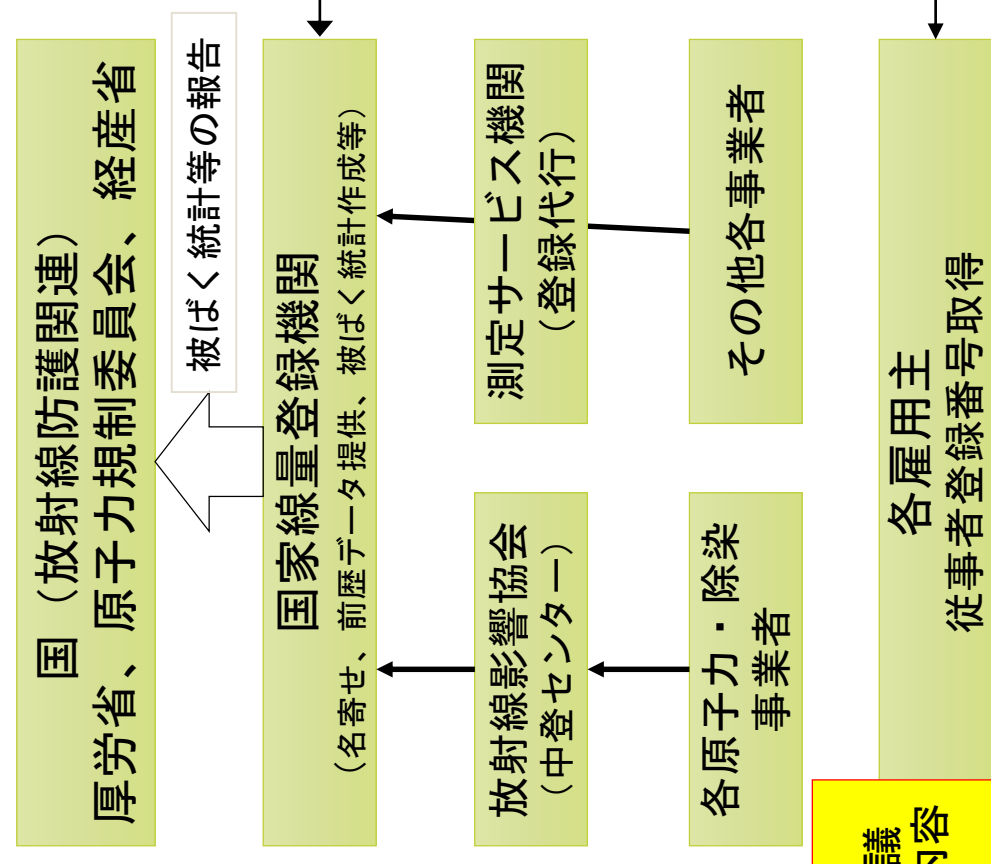 国（放射線防護関連）
厚労省、原子力規制委員会、経産省
被ばく統計等の報告
国家線量登録機関
（名寄せ、前歴データ提供、被ばく統計作成等）
放射線影響協会
（中登センター）
測定サービス機関
（登録代行）
各原子力・除染
事業者
その他各事業者
各雇用主
従事者登録番号取得
議
内容